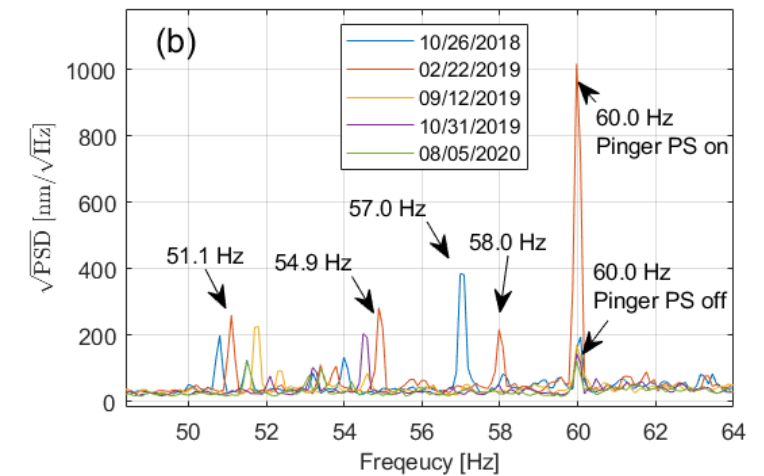 (b)
10/26/2018
02/22/2019
09/12/2019
10/31/2019
08/05/2020
60.0 Hz
Pinger PS on
57.0 Hz
58.0 Hz
51.1 Hz
54.9 Hz
60.0 Hz
Pinger PS off
√PSD [nm/√Hz]
1000
800
600
400
200
0
50 52 54 56 58 60 62 64
Freqeucy [Hz]